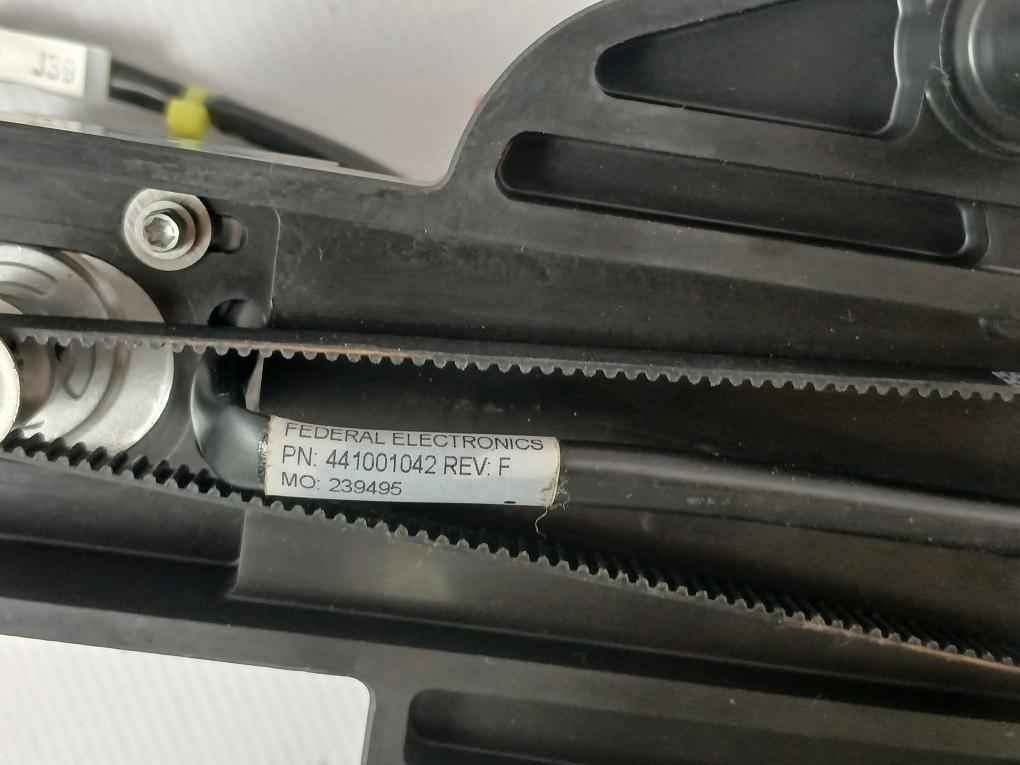 J39
FEDERAL ELECTRONICS
PN: 441001042 REV: F
MO: 239495